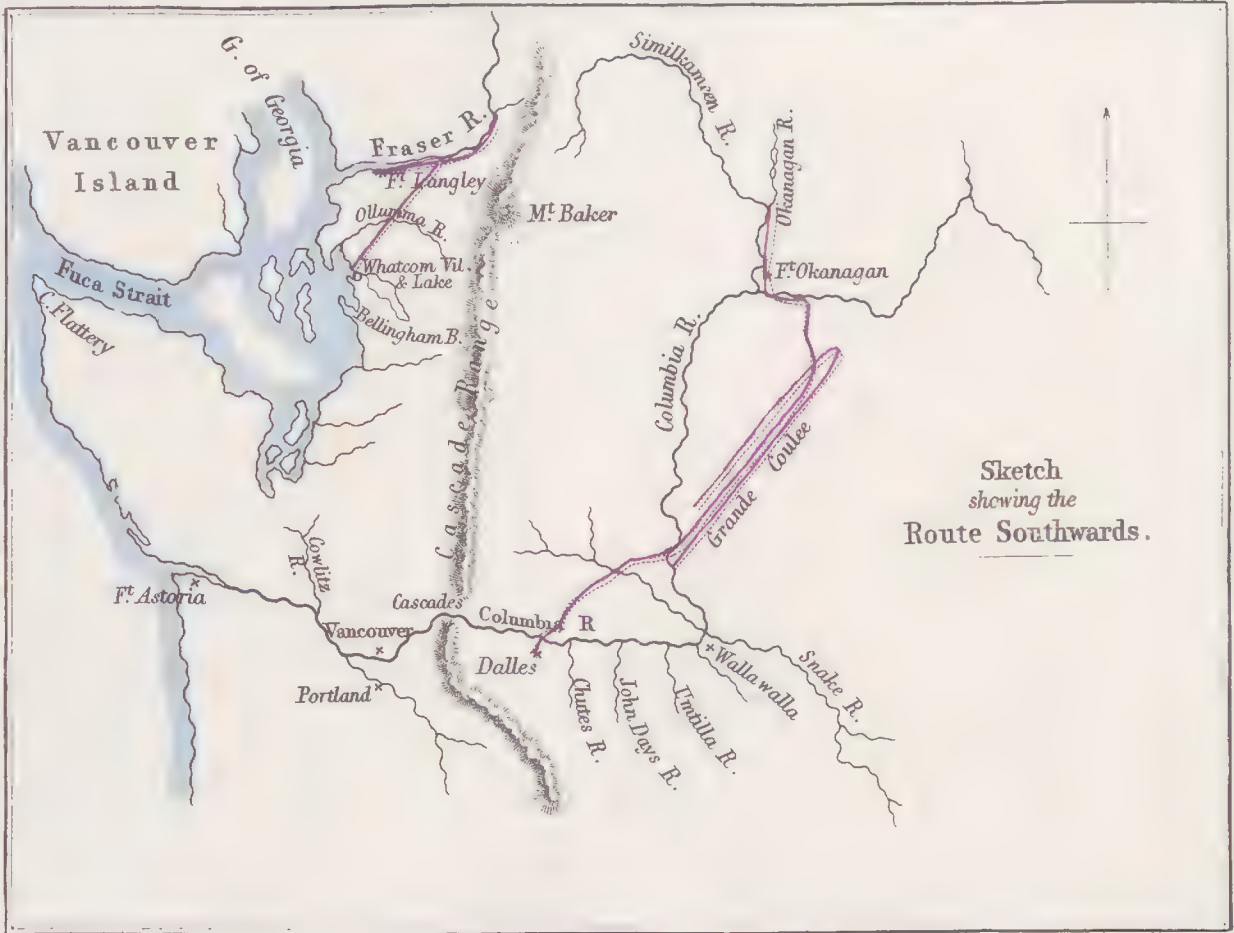 G. of Georgia
Vancouver
Island
Fraser R.
Ft. Langley
Ollumma R.
Mt. Baker
Whatcom Vil.
& Lake
Bellingham B.
Fuca Strait
C. Flattery
Similkameen R.
Okanagan R.
Ft. Okanagan
Columbia R.
Cascade Range
Grande Coulee
Sketch
shewing the
Route Southwards.
Cowlitz
R.
Ft. Astoria
Cascades
Vancouver
Columbia R
Portland
Dalles
Wallawalla
Snake R.
Chutes R.
John Days R.
Umtilla R.